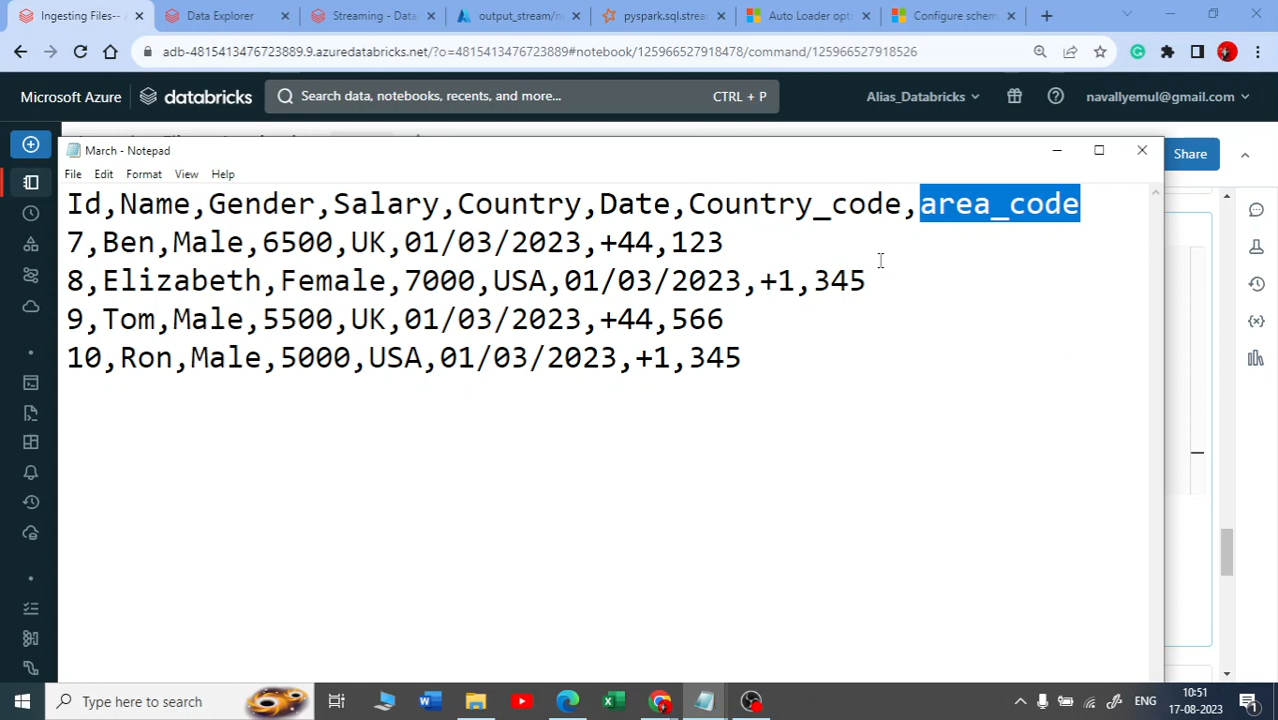 Ingesting Files--
Data Explorer
Streaming - Data
output_stream/n
pyspark.sql.stream
Auto Loader opti
Configure schem
adb-4815413476723889.9.azuredatabricks.net/?o=4815413476723889#notebook/125966527918478/command/125966527918526
Microsoft Azure
databricks
Search data, notebooks, recents, and more...
CTRL + P
Alias_Databricks
navallyemul@gmail.com
March - Notepad
Share
File Edit Format View Help
Id,Name,Gender,Salary,Country,Date,Country_code,area_code
7,Ben,Male,6500,UK,01/03/2023,+44,123
8,Elizabeth,Female,7000,USA,01/03/2023,+1,345
9,Tom,Male,5500,UK,01/03/2023,+44,566
10,Ron,Male,5000,USA,01/03/2023,+1,345
Type here to search
ENG
10:51
17-08-2023
1